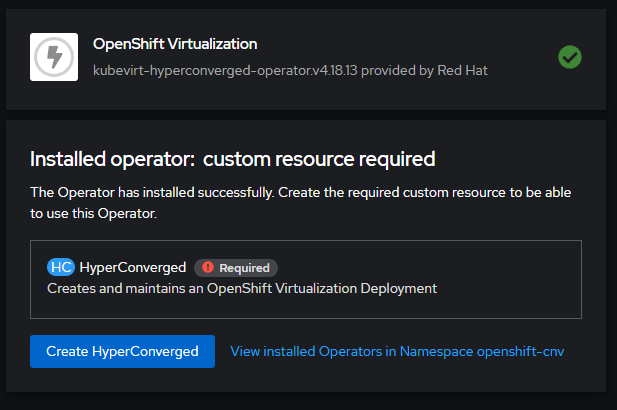 OpenShift Virtualization
kubevirt-hyperconverged-operator.v4.18.13 provided by Red Hat
Installed operator: custom resource required
The Operator has installed successfully. Create the required custom resource to be able
to use this Operator.
HC HyperConverged Required
Creates and maintains an OpenShift Virtualization Deployment
Create HyperConverged View installed Operators in Namespace openshift-cnv